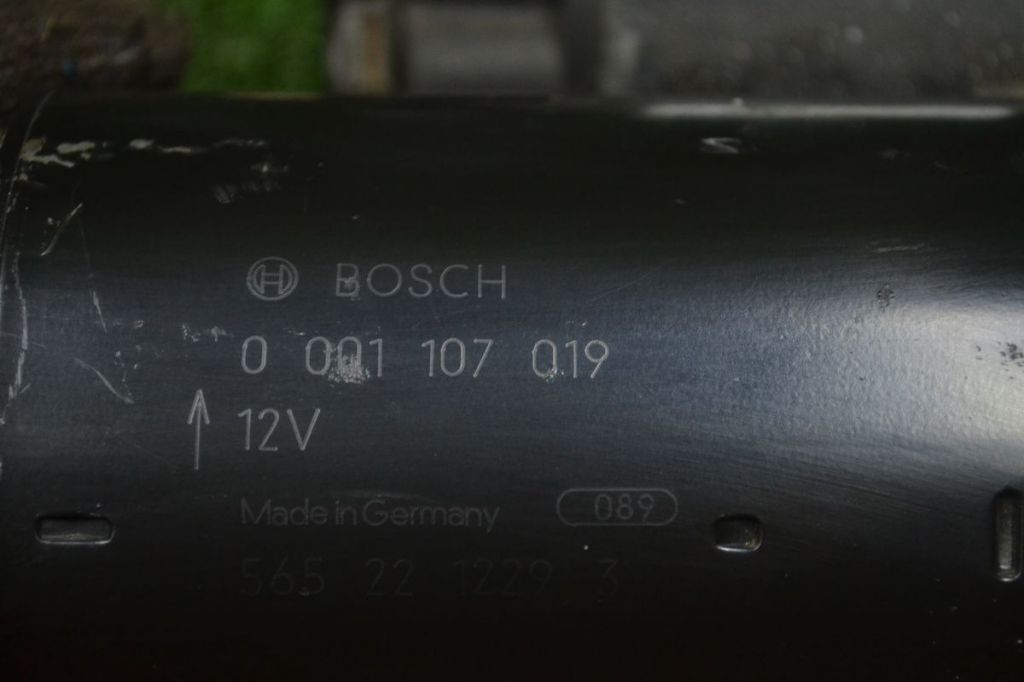 BOSCH
0 001 107 019
12V
Made in Germany 089
565 22 1229 3